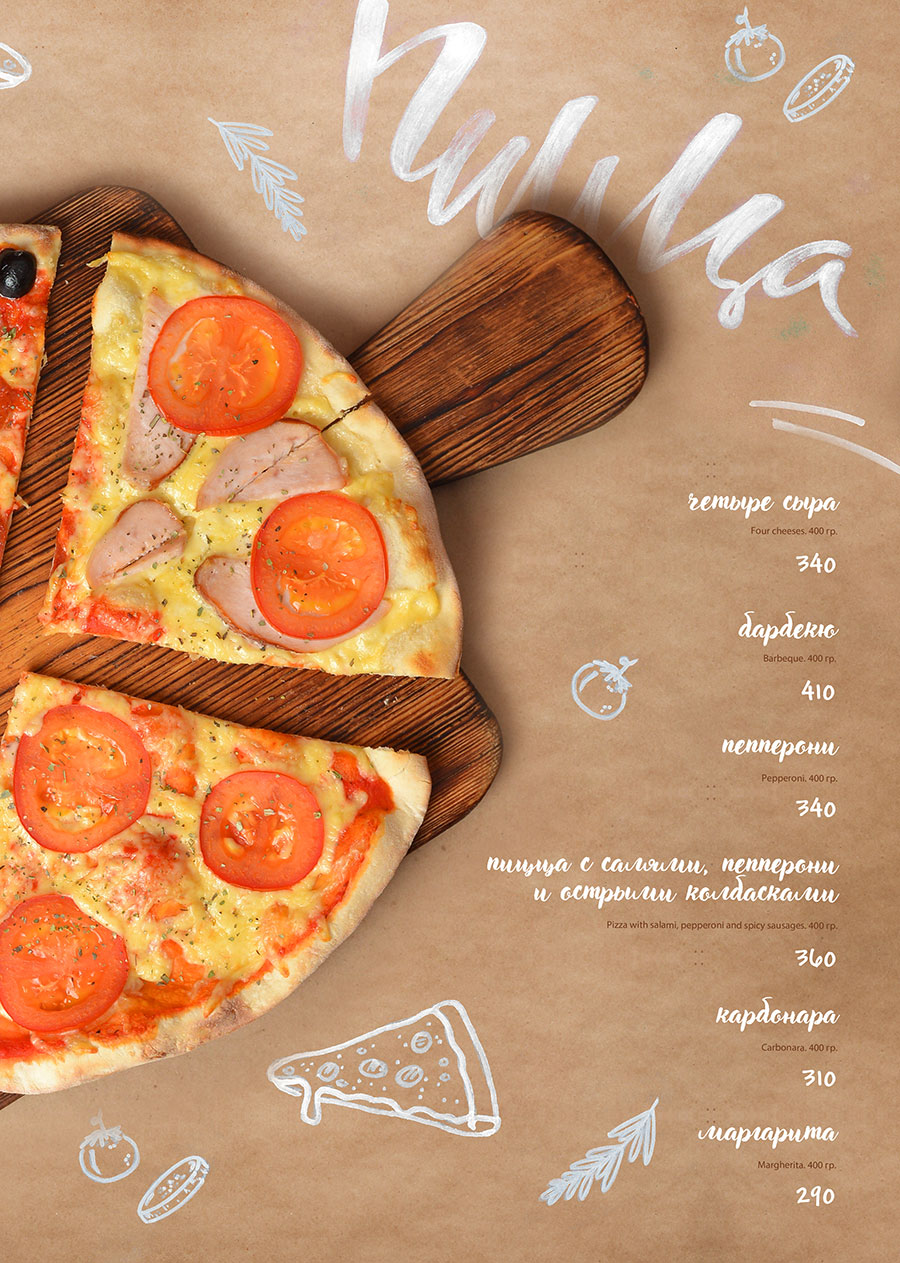 пицца
четыре сыра
Four cheeses. 400 гр.
340
барбекю
Barbeque. 400 гр.
410
пепперони
Pepperoni. 400 гр.
340
пицца с салями, пепперони
и острыми колбасками
Pizza with salami, pepperoni and spicy sausages. 400 гр.
360
карбонара
Carbonara. 400 гр.
310
маргарита
Margherita. 400 гр.
290